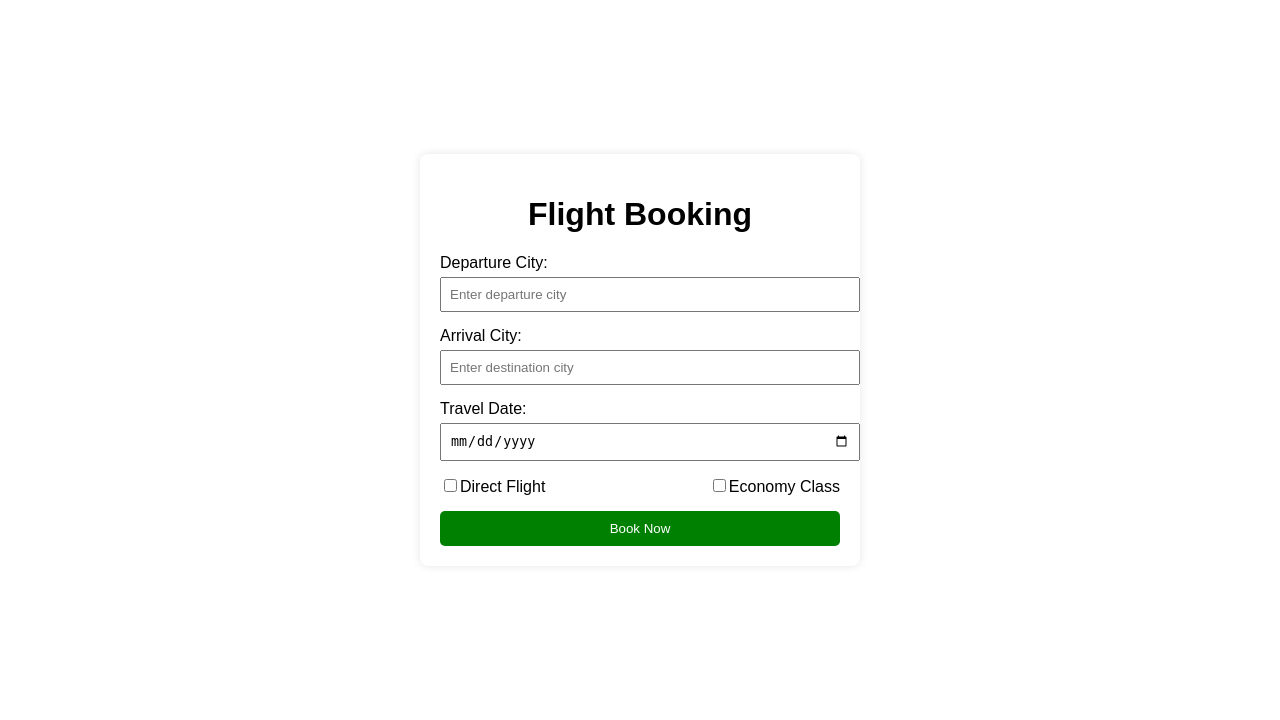 Flight Booking
Departure City:
Enter departure city
Arrival City:
Enter destination city
Travel Date:
mm/dd/yyyy
Direct Flight Economy Class
Book Now